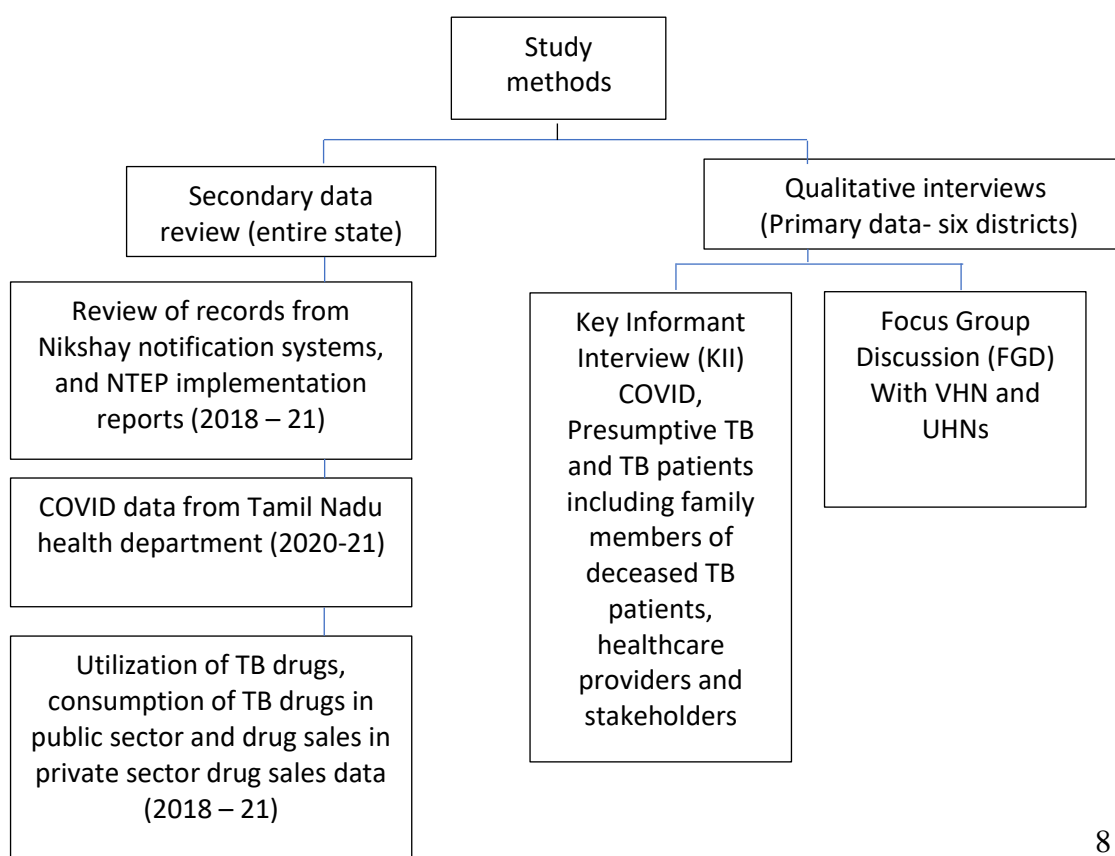 Study
methods
Secondary data
review (entire state)
Qualitative interviews
(Primary data- six districts)
Review of records from
Nikshay notification systems,
and NTEP implementation
reports (2018 – 21)
COVID data from Tamil Nadu
health department (2020-21)
Utilization of TB drugs,
consumption of TB drugs in
public sector and drug sales in
private sector drug sales data
(2018 – 21)
Key Informant
Interview (KII)
COVID,
Presumptive TB
and TB patients
including family
members of
deceased TB
patients,
healthcare
providers and
stakeholders
Focus Group
Discussion (FGD)
With VHN and
UHNs
8